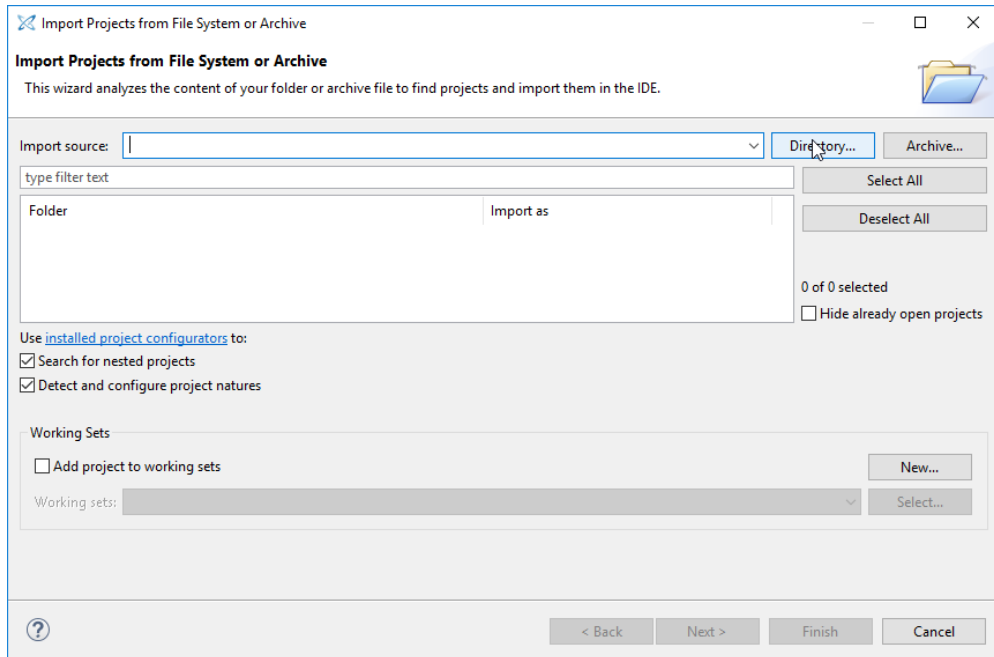 Import Projects from File System or Archive
Import Projects from File System or Archive
This wizard analyzes the content of your folder or archive file to find projects and import them in the IDE.
Import source: Directory... Archive...
type filter text Select All
Folder Import as Deselect All
0 of 0 selected
Hide already open projects
Use installed project configurators to:
Search for nested projects
Detect and configure project natures
Working Sets
Add project to working sets New...
Working sets: Select...
? < Back Next > Finish Cancel